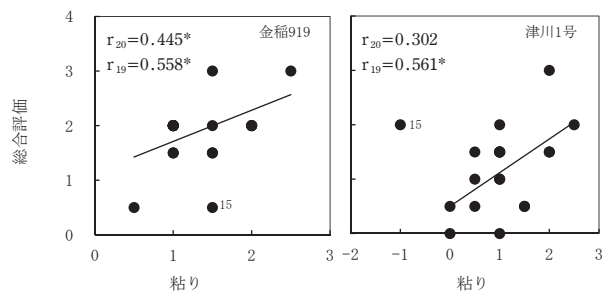 総合評価
4
3
2
1
0
r20=0.445*
r19=0.558*
金稲919
15
0 1 2 3
粘り
r20=0.302
r19=0.561*
津川1号
15
-2 -1 0 1 2 3
粘り